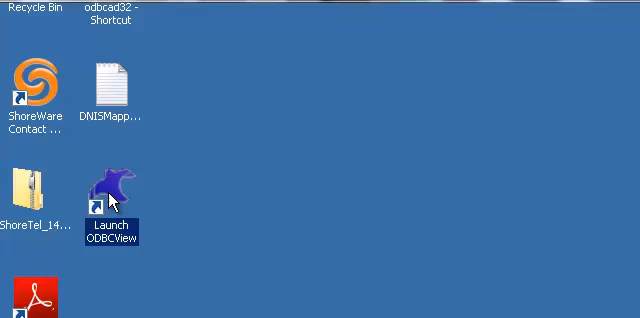 Recycle Bin
odbcad32 -
Shortcut
ShoreWare
Contact ...
DNISMapp...
ShoreTel_14...
Launch
ODBCView